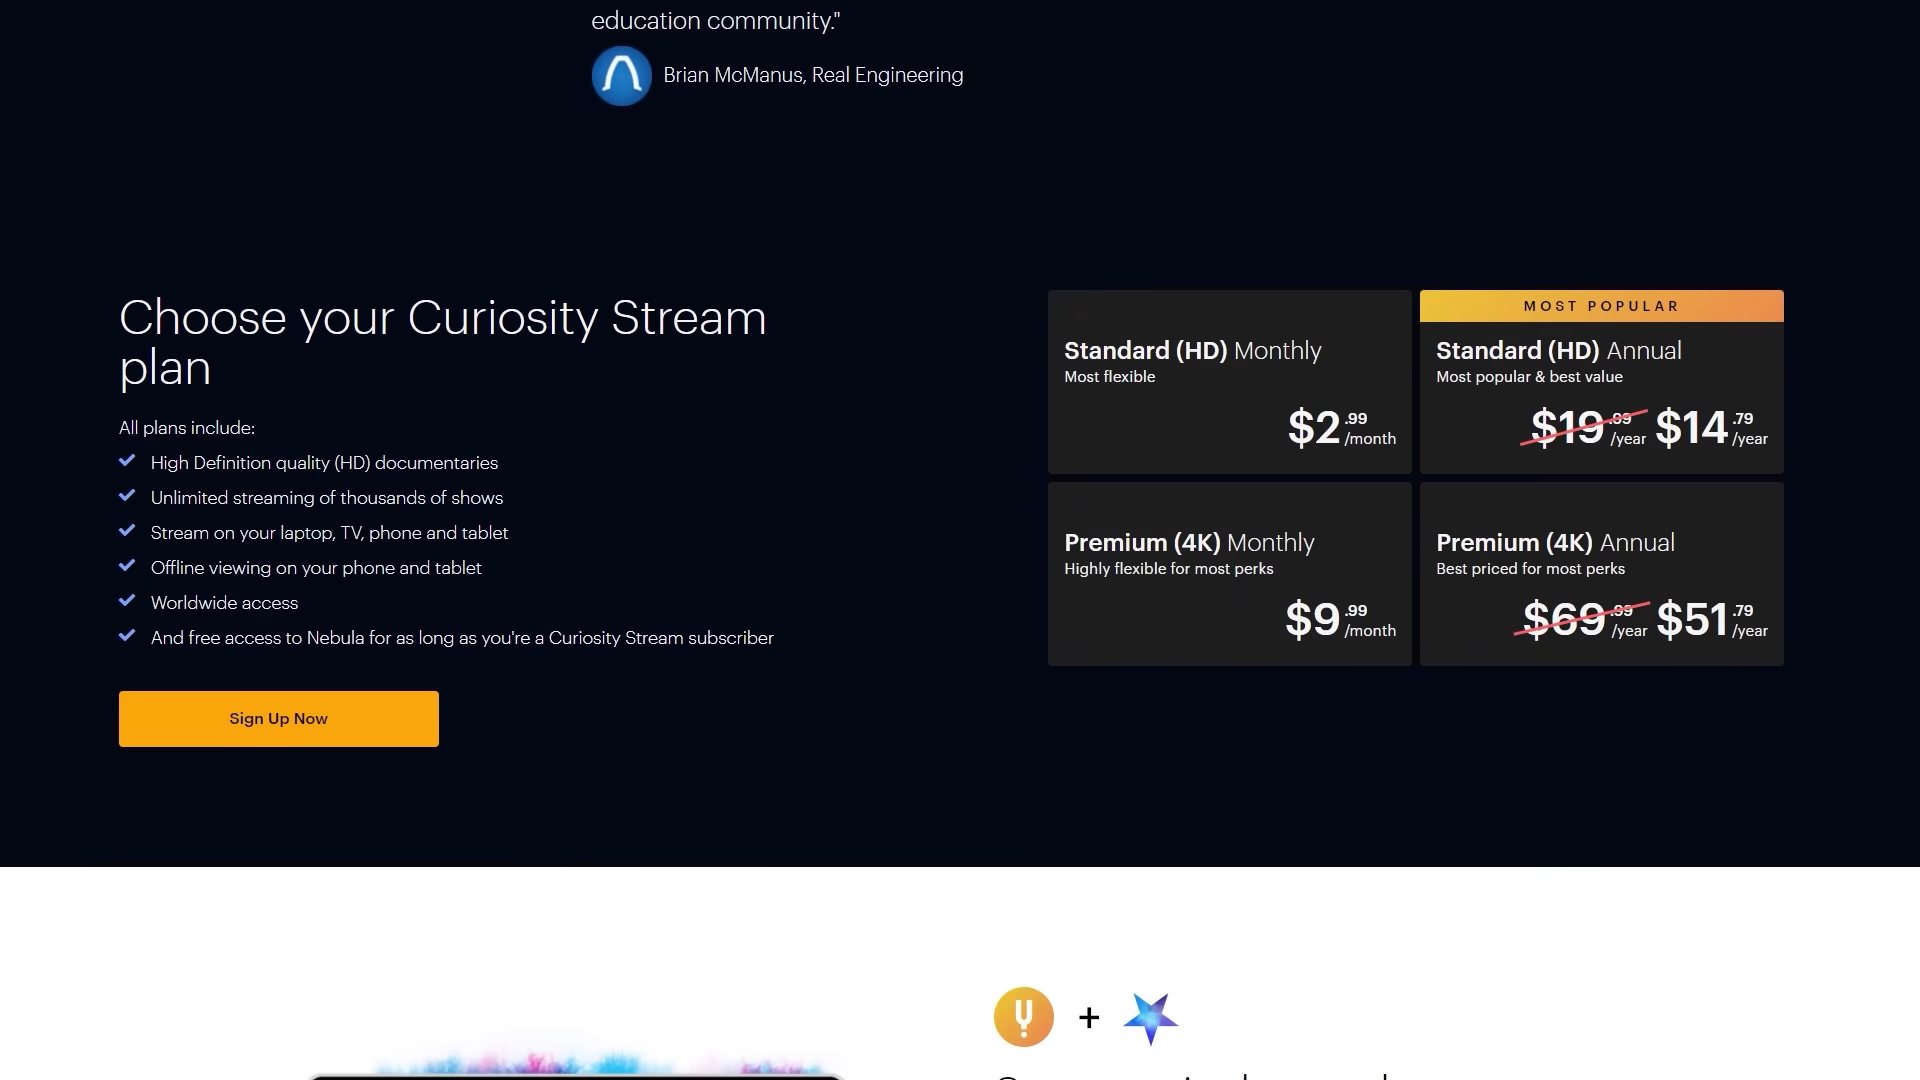 education community."
Brian McManus, Real Engineering
Choose your Curiosity Stream
plan
All plans include:
High Definition quality (HD) documentaries
Unlimited streaming of thousands of shows
Stream on your laptop, TV, phone and tablet
Offline viewing on your phone and tablet
Worldwide access
And free access to Nebula for as long as you're a Curiosity Stream subscriber
Sign Up Now
Standard (HD) Monthly
Most flexible
$2.99/month
MOST POPULAR
Standard (HD) Annual
Most popular & best value
$19.99/year $14.79/year
Premium (4K) Monthly
Highly flexible for most perks
$9.99/month
Premium (4K) Annual
Best priced for most perks
$69.99/year $51.79/year
+